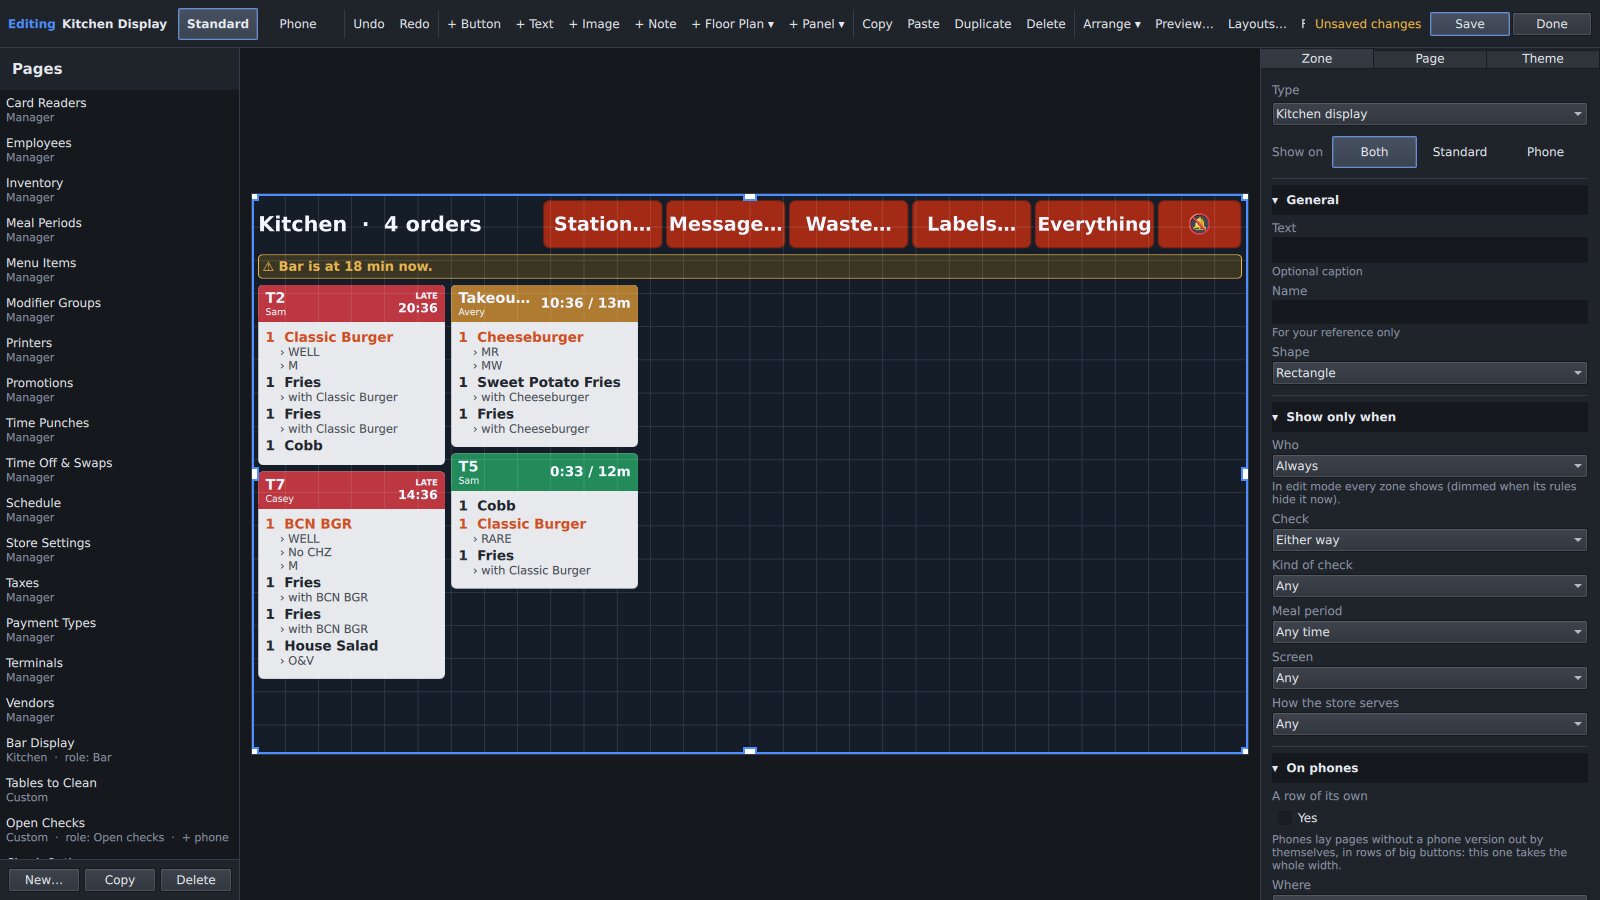 Editing Kitchen Display Standard Phone Undo Redo + Button + Text + Image + Note + Floor Plan ▾ + Panel ▾ Copy Paste Duplicate Delete Arrange ▾ Preview... Layouts... Unsaved changes Save Done
Pages
Card Readers
Manager
Employees
Manager
Inventory
Manager
Meal Periods
Manager
Menu Items
Manager
Modifier Groups
Manager
Printers
Manager
Promotions
Manager
Time Punches
Manager
Time Off & Swaps
Manager
Schedule
Manager
Store Settings
Manager
Taxes
Manager
Payment Types
Manager
Terminals
Manager
Vendors
Manager
Bar Display
Kitchen · role: Bar
Tables to Clean
Custom
Open Checks
Custom · role: Open checks · + phone
New... Copy Delete
Kitchen · 4 orders
Station... Message... Waste... Labels... Everything
⚠ Bar is at 18 min now.
T2 LATE
Sam 20:36
1 Classic Burger
› WELL
› M
1 Fries
› with Classic Burger
1 Fries
› with Classic Burger
1 Cobb
T7 LATE
Casey 14:36
1 BCN BGR
› WELL
› No CHZ
› M
1 Fries
› with BCN BGR
1 Fries
› with BCN BGR
1 House Salad
› O&V
Takeou... 10:36 / 13m
Avery
1 Cheeseburger
› MR
› MW
1 Sweet Potato Fries
› with Cheeseburger
1 Fries
› with Cheeseburger
T5 0:33 / 12m
Sam
1 Cobb
1 Classic Burger
› RARE
1 Fries
› with Classic Burger
Zone Page Theme
Type
Kitchen display
Show on Both Standard Phone
▾ General
Text
Optional caption
Name
For your reference only
Shape
Rectangle
▾ Show only when
Who
Always
In edit mode every zone shows (dimmed when its rules
hide it now).
Check
Either way
Kind of check
Any
Meal period
Any time
Screen
Any
How the store serves
Any
▾ On phones
A row of its own
Yes
Phones lay pages without a phone version out by
themselves, in rows of big buttons: this one takes the
whole width.
Where